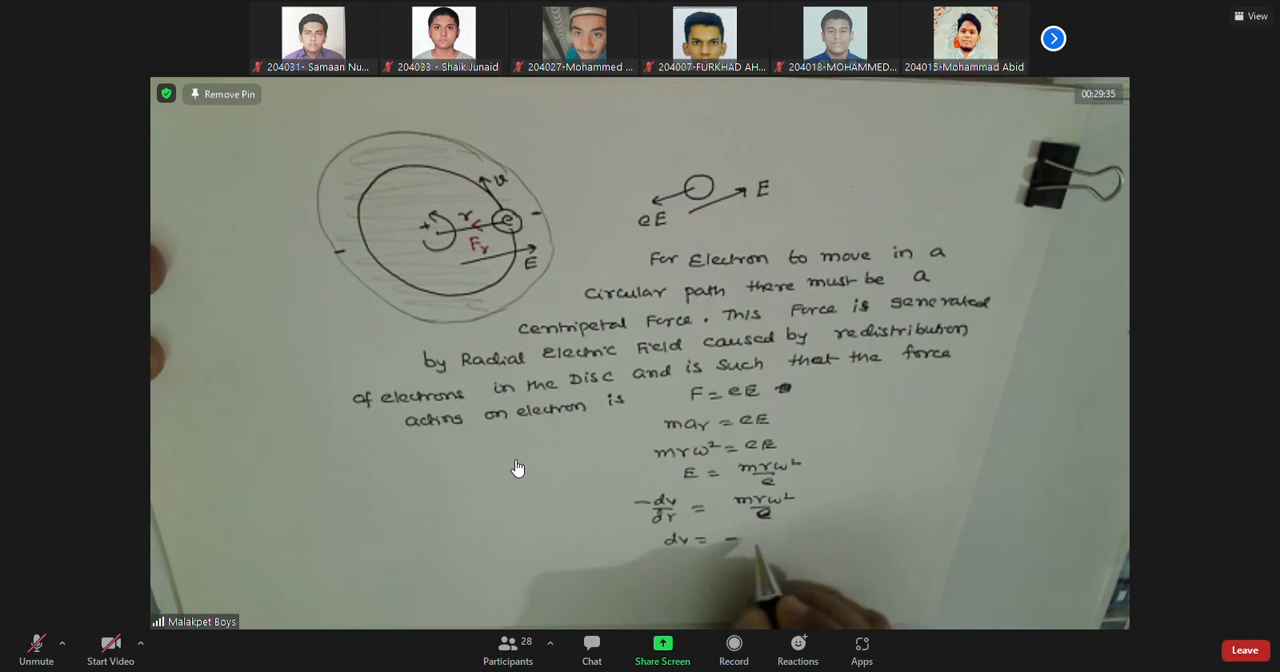 View
204031 - Samaan Nu...
204033 - Shaik Junaid
204027-Mohammed ...
204007-FURKHAD AH...
204018-MOHAMMED...
204015-Mohammad Abid
Remove Pin
00:29:35
v
+ r e -
Fr
E
-
E
eE
For Electron to move in a
circular path there must be a
centripetal Force. This Force is generated
by Radial Electric Field caused by redistribution
of electrons in the Disc and is such that the force
acting on electron is F = eE
mar = eE
mrω² = eE
E = mrω²/e
-dv/dr = mrω²/e
dv = -
Malakpet Boys
Unmute
Start Video
Participants
28
Chat
Share Screen
Record
Reactions
Apps
Leave